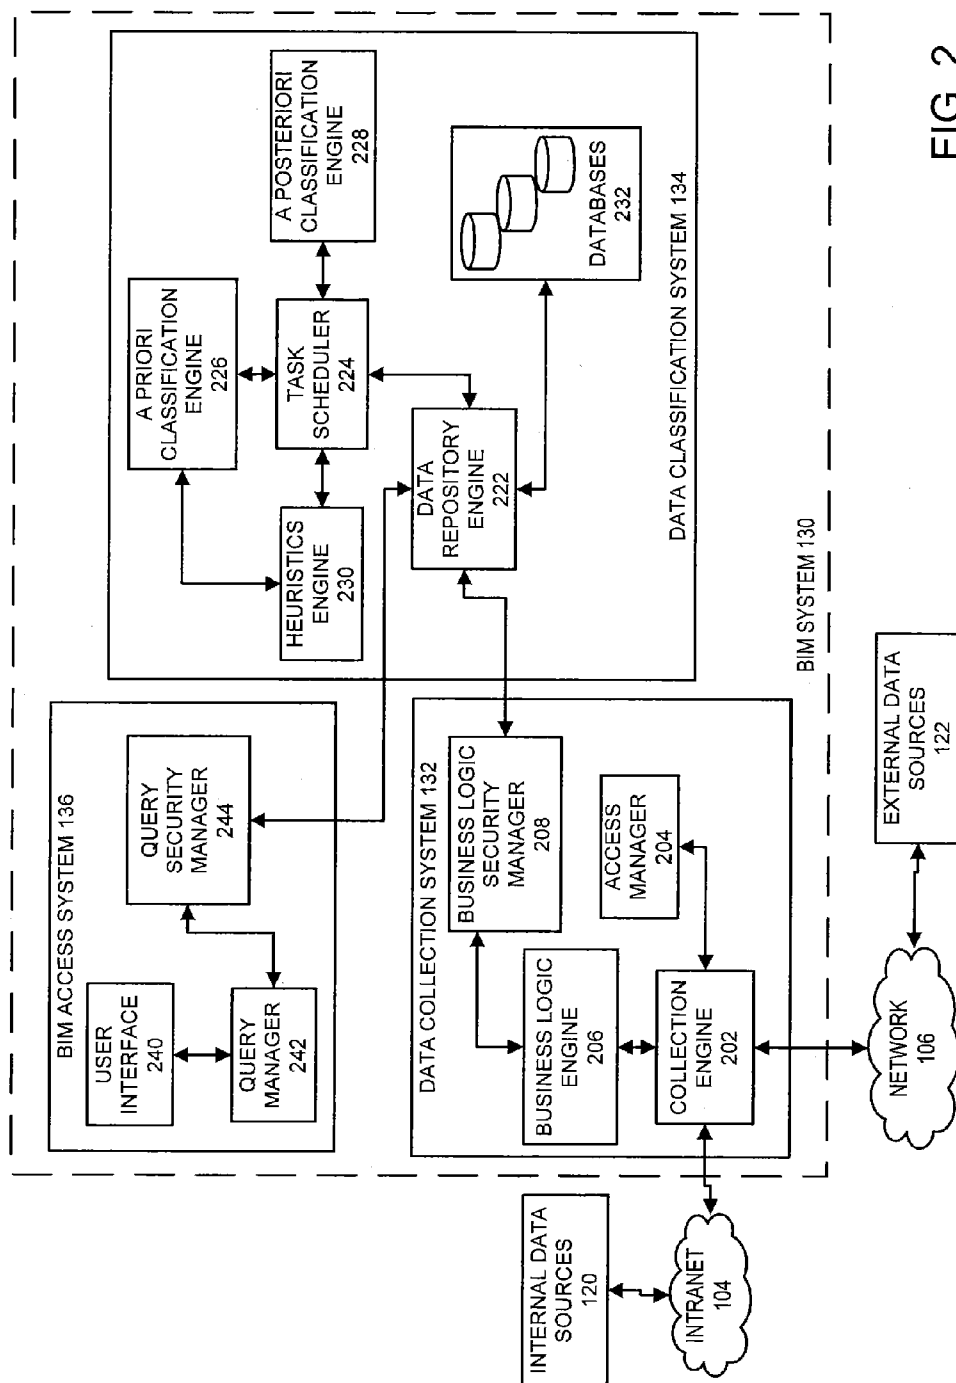 BIM ACCESS SYSTEM 136
USER
INTERFACE
240
QUERY
MANAGER
242
QUERY
SECURITY
MANAGER
244
DATA COLLECTION SYSTEM 132
BUSINESS LOGIC
ENGINE
206
BUSINESS LOGIC
SECURITY
MANAGER
208
COLLECTION
ENGINE
202
ACCESS
MANAGER
204
A PRIORI
CLASSIFICATION
ENGINE
226
HEURISTICS
ENGINE
230
TASK
SCHEDULER
224
A POSTERIORI
CLASSIFICATION
ENGINE
228
DATA
REPOSITORY
ENGINE
222
DATABASES
232
DATA CLASSIFICATION SYSTEM 134
BIM SYSTEM 130
INTERNAL DATA
SOURCES
120
INTRANET
104
NETWORK
106
EXTERNAL DATA
SOURCES
122
FIG. 2